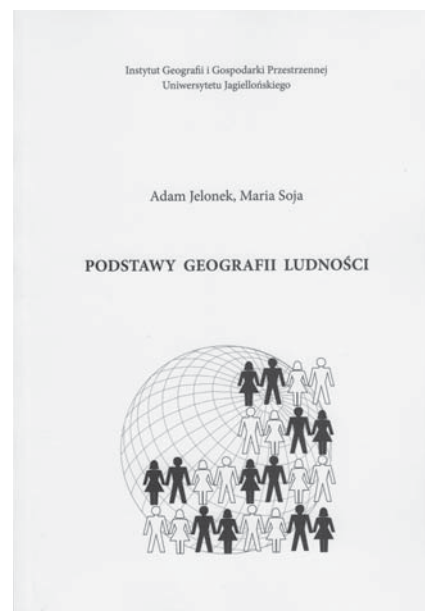 Instytut Geografii i Gospodarki Przestrzennej
Uniwersytetu Jagiellońskiego
Adam Jelonek, Maria Soja
PODSTAWY GEOGRAFII LUDNOŚCI